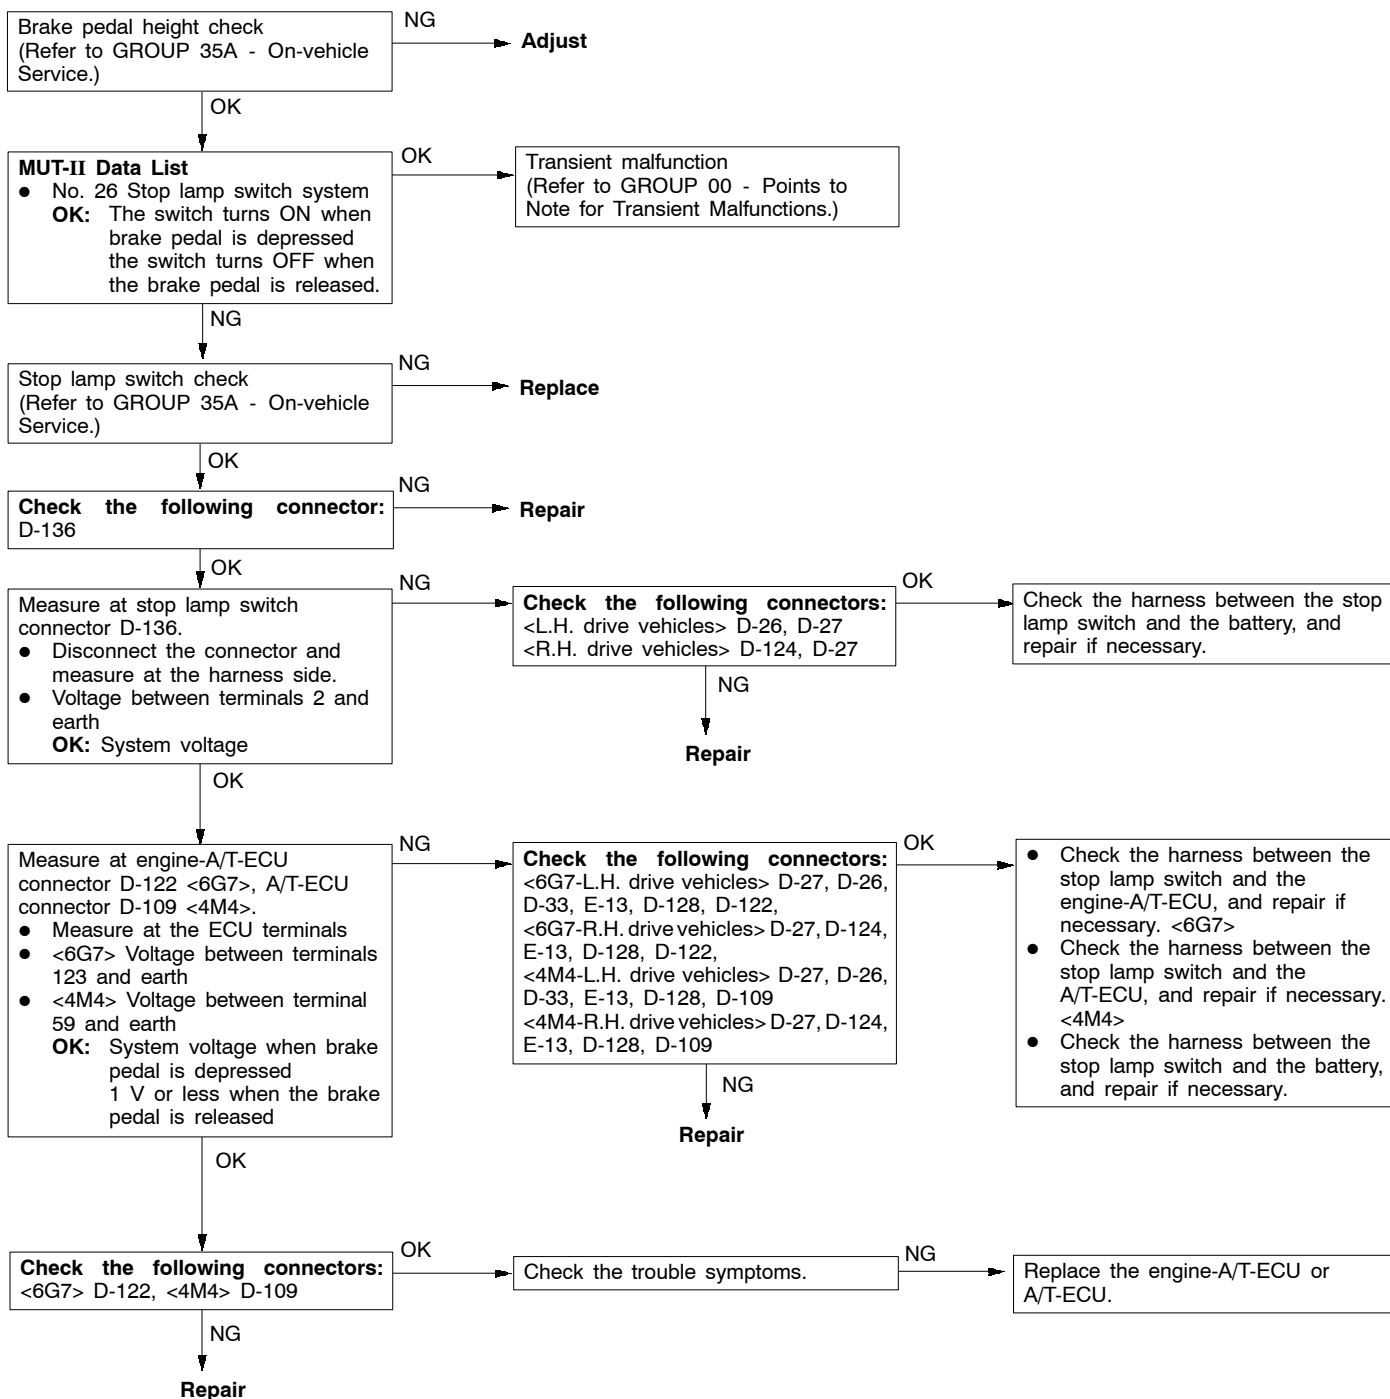 Brake pedal height check
(Refer to GROUP 35A - On-vehicle
Service.)
NG
Adjust
OK
MUT-II Data List
● No. 26 Stop lamp switch system
OK: The switch turns ON when
brake pedal is depressed
the switch turns OFF when
the brake pedal is released.
OK
Transient malfunction
(Refer to GROUP 00 - Points to
Note for Transient Malfunctions.)
NG
Stop lamp switch check
(Refer to GROUP 35A - On-vehicle
Service.)
NG
Replace
OK
Check the following connector:
D-136
NG
Repair
OK
Measure at stop lamp switch
connector D-136.
● Disconnect the connector and
measure at the harness side.
● Voltage between terminals 2 and
earth
OK: System voltage
NG
Check the following connectors:
<L.H. drive vehicles> D-26, D-27
<R.H. drive vehicles> D-124, D-27
OK
Check the harness between the stop
lamp switch and the battery, and
repair if necessary.
NG
Repair
OK
Measure at engine-A/T-ECU
connector D-122 <6G7>, A/T-ECU
connector D-109 <4M4>.
● Measure at the ECU terminals
● <6G7> Voltage between terminals
123 and earth
● <4M4> Voltage between terminal
59 and earth
OK: System voltage when brake
pedal is depressed
1 V or less when the brake
pedal is released
NG
Check the following connectors:
<6G7-L.H. drive vehicles> D-27, D-26,
D-33, E-13, D-128, D-122,
<6G7-R.H. drive vehicles> D-27, D-124,
E-13, D-128, D-122,
<4M4-L.H. drive vehicles> D-27, D-26,
D-33, E-13, D-128, D-109
<4M4-R.H. drive vehicles> D-27, D-124,
E-13, D-128, D-109
OK
● Check the harness between the
stop lamp switch and the
engine-A/T-ECU, and repair if
necessary. <6G7>
● Check the harness between the
stop lamp switch and the
A/T-ECU, and repair if necessary.
<4M4>
● Check the harness between the
stop lamp switch and the battery,
and repair if necessary.
NG
Repair
OK
Check the following connectors:
<6G7> D-122, <4M4> D-109
OK
Check the trouble symptoms.
NG
Replace the engine-A/T-ECU or
A/T-ECU.
NG
Repair